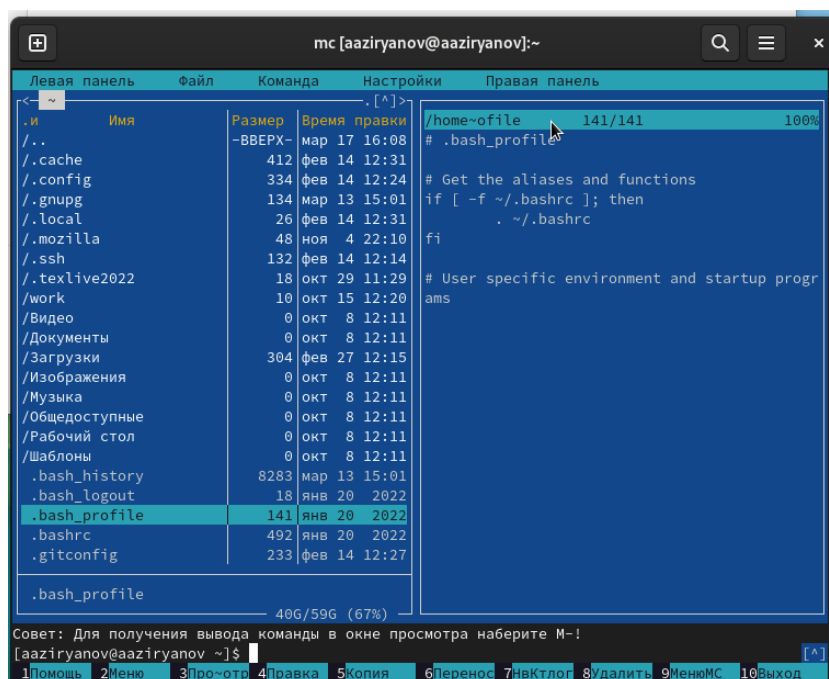 mc [aaziryanov@aaziryanov]:~
Левая панель Файл Команда Настройки Правая панель
<─ ~ .[^]>
.и Имя Размер Время правки
/.. -ВВЕРХ- мар 17 16:08
/.cache 412 фев 14 12:31
/.config 334 фев 14 12:24
/.gnupg 134 мар 13 15:01
/.local 26 фев 14 12:31
/.mozilla 48 ноя 4 22:10
/.ssh 132 фев 14 12:14
/.texlive2022 18 окт 29 11:29
/work 10 окт 15 12:20
/Видео 0 окт 8 12:11
/Документы 0 окт 8 12:11
/Загрузки 304 фев 27 12:15
/Изображения 0 окт 8 12:11
/Музыка 0 окт 8 12:11
/Общедоступные 0 окт 8 12:11
/Рабочий стол 0 окт 8 12:11
/Шаблоны 0 окт 8 12:11
.bash_history 8283 мар 13 15:01
.bash_logout 18 янв 20 2022
.bash_profile 141 янв 20 2022
.bashrc 492 янв 20 2022
.gitconfig 233 фев 14 12:27
.bash_profile
40G/59G (67%)
/home~ofile 141/141 100%
# .bash_profile
# Get the aliases and functions
if [ -f ~/.bashrc ]; then
. ~/.bashrc
fi
# User specific environment and startup progr
ams
Совет: Для получения вывода команды в окне просмотра наберите M-!
[aaziryanov@aaziryanov ~]$ [^]
1Помощь 2Меню 3Про~отр 4Правка 5Копия 6Перенос 7НвКтлог 8Удалить 9МенюМС 10Выход